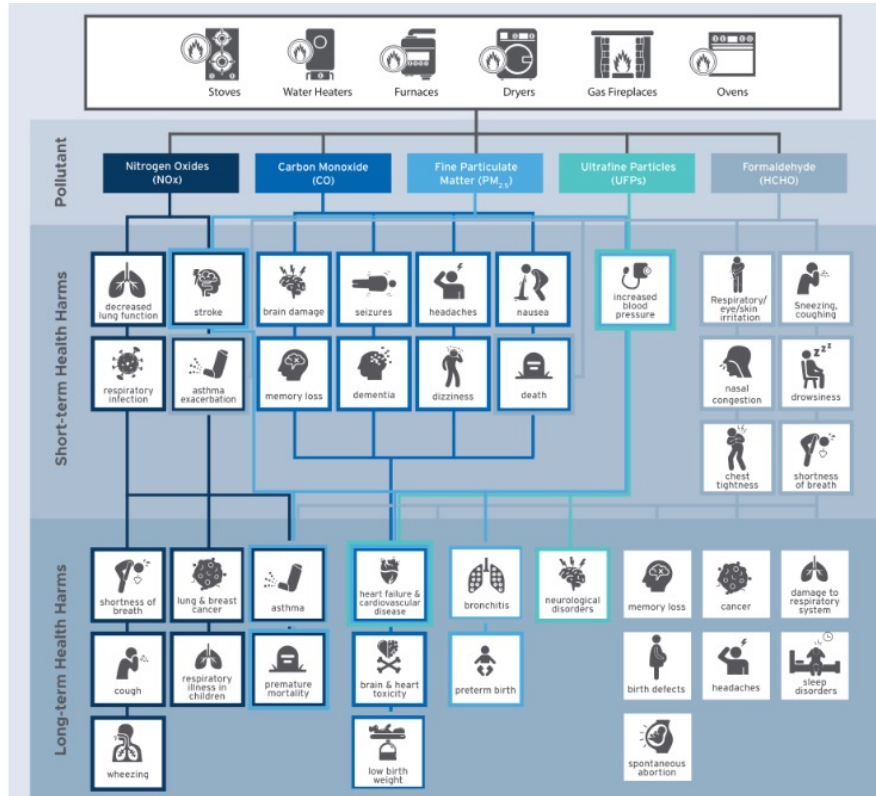 Stoves
Water Heaters
Furnaces
Dryers
Gas Fireplaces
Ovens
Pollutant
Nitrogen Oxides
(NOx)
Carbon Monoxide
(CO)
Fine Particulate
Matter (PM2.5)
Ultrafine Particles
(UFPs)
Formaldehyde
(HCHO)
Short-term Health Harms
decreased
lung function
stroke
brain damage
seizures
headaches
nausea
increased
blood
pressure
Respiratory/
eye/skin
irritation
Sneezing,
coughing
respiratory
infection
asthma
exacerbation
memory loss
dementia
dizziness
death
nasal
congestion
drowsiness
zzz
chest
tightness
shortness
of breath
Long-term Health Harms
shortness of
breath
lung & breast
cancer
asthma
heart failure &
cardiovascular
disease
bronchitis
neurological
disorders
memory loss
cancer
damage to
respiratory
system
cough
respiratory
illness in
children
premature
mortality
brain & heart
toxicity
preterm birth
birth defects
headaches
sleep
disorders
wheezing
low birth
weight
spontaneous
abortion